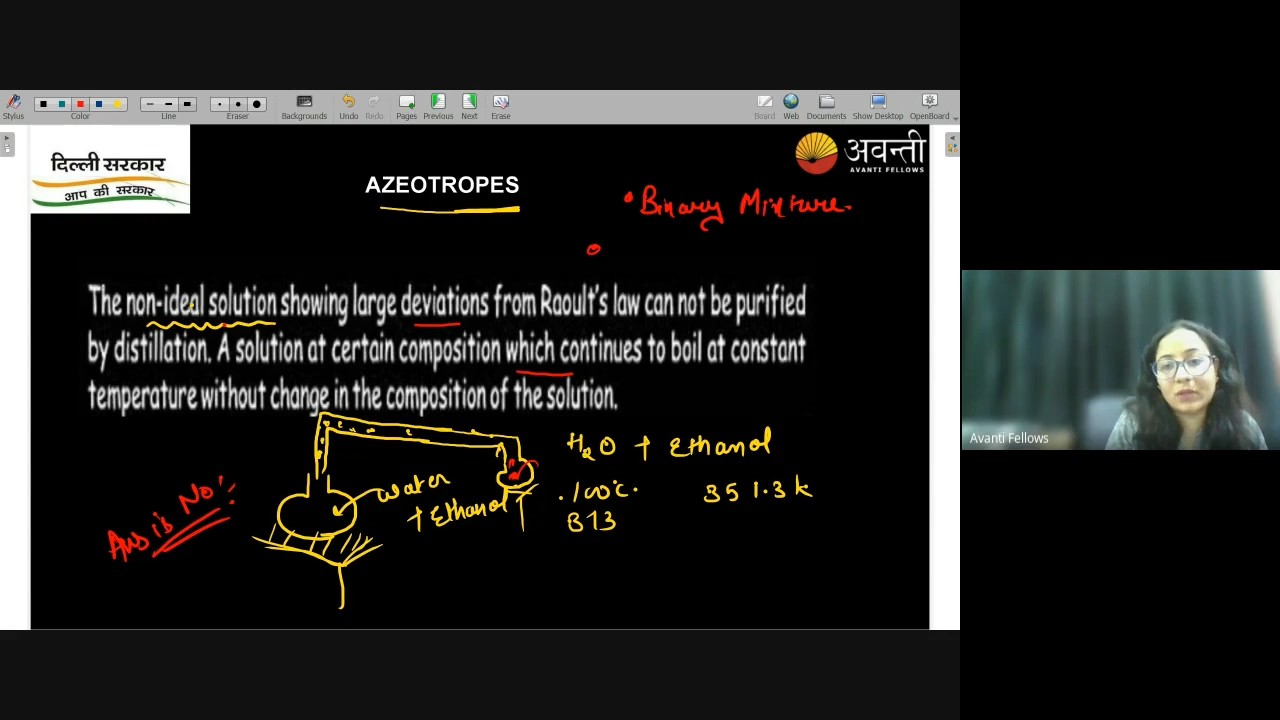 Stylus
Color
Line
Eraser
Backgrounds
Undo
Redo
Pages
Previous
Next
Erase
Board
Web
Documents
Show Desktop
OpenBoard
दिल्ली सरकार
आप की सरकार
अवन्ती
AVANTI FELLOWS
AZEOTROPES
• Binary Mixture.
The non-ideal solution showing large deviations from Raoult's law can not be purified
by distillation. A solution at certain composition which continues to boil at constant
temperature without change in the composition of the solution.
H2O + Ethanol
.100°C. 351.3 K
373
water
+ Ethanol
Ans is No!
Avanti Fellows